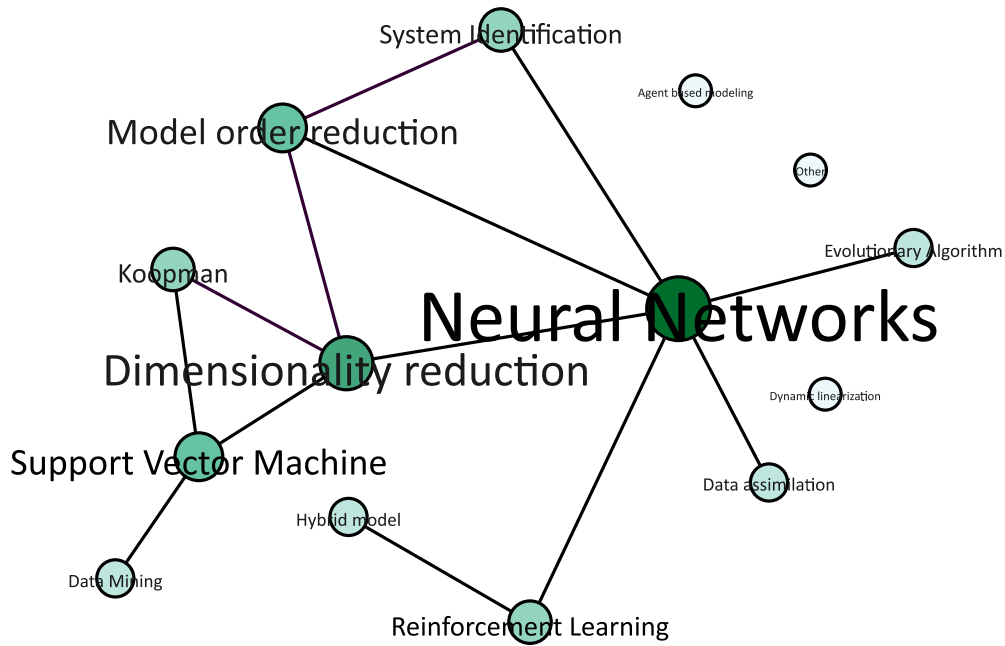 System Identification
Agent based modeling
Model order reduction
Other
Evolutionary Algorithm
Koopman
Neural Networks
Dimensionality reduction
Dynamic linearization
Support Vector Machine
Data assimilation
Hybrid model
Data Mining
Reinforcement Learning